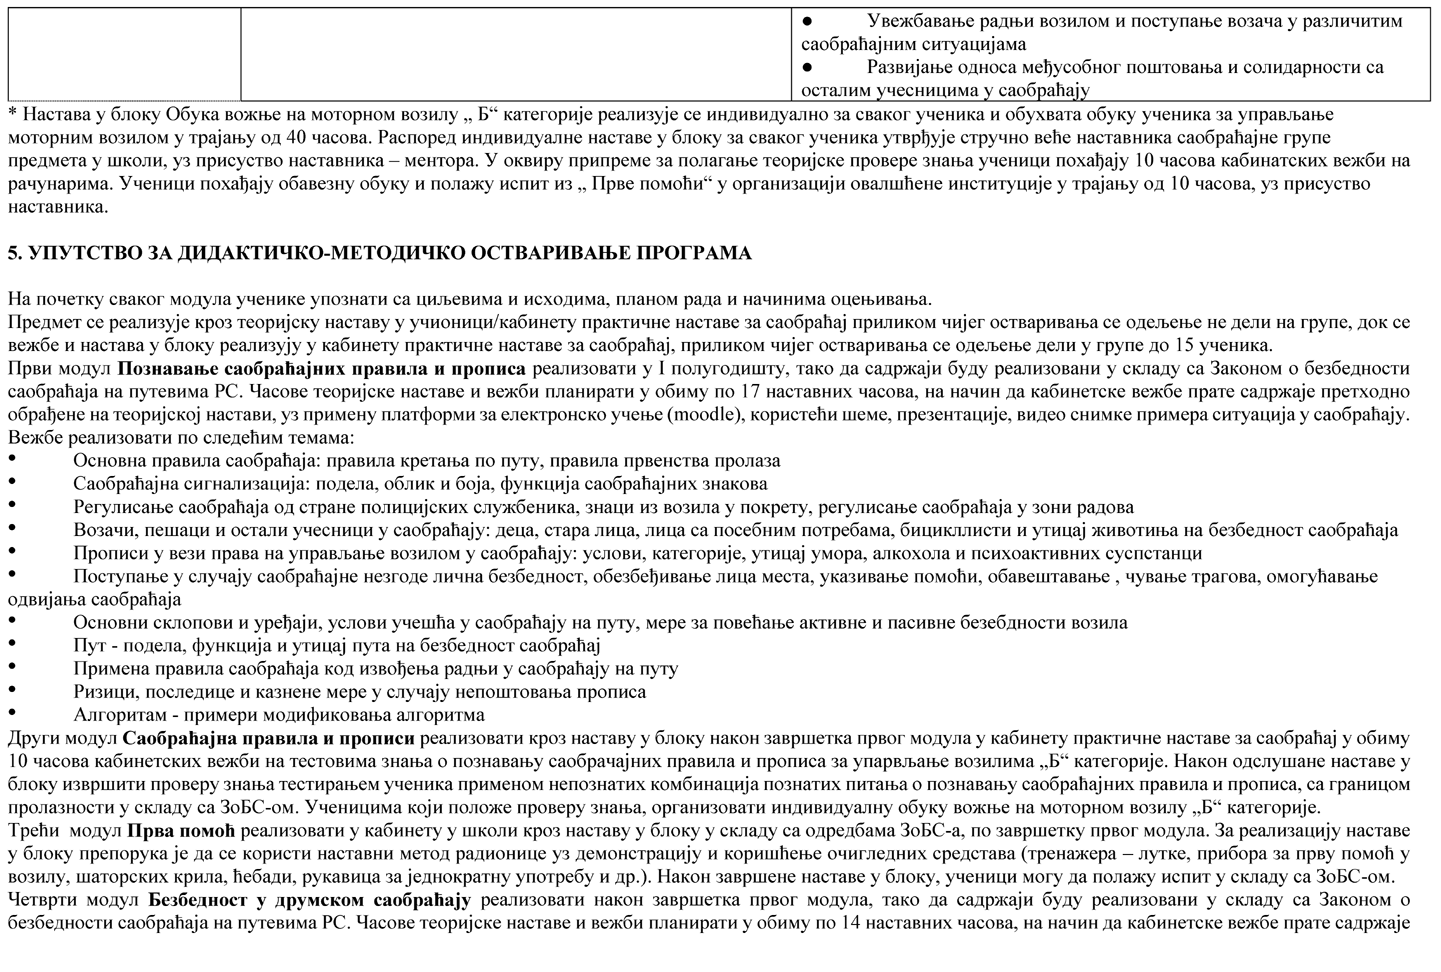 ● Увежбавање радњи возилом и поступање возача у различитим
саобраћајним ситуацијама
● Развијање односа међусобног поштовања и солидарности са
осталим учесницима у саобраћају
* Настава у блоку Обука вожње на моторном возилу „ Б“ категорије реализује се индивидуално за сваког ученика и обухвата обуку ученика за управљање
моторним возилом у трајању од 40 часова. Распоред индивидуалне наставе у блоку за сваког ученика утврђује стручно веће наставника саобраћајне групе
предмета у школи, уз присуство наставника – ментора. У оквиру припреме за полагање теоријске провере знања ученици похађају 10 часова кабинатских вежби на
рачунарима. Ученици похађају обавезну обуку и полажу испит из „ Прве помоћи“ у организацији овалшћене институције у трајању од 10 часова, уз присуство
наставника.
5. УПУТСТВО ЗА ДИДАКТИЧКО-МЕТОДИЧКО ОСТВАРИВАЊЕ ПРОГРАМА
На почетку сваког модула ученике упознати са циљевима и исходима, планом рада и начинима оцењивања.
Предмет се реализује кроз теоријску наставу у учионици/кабинету практичне наставе за саобраћај приликом чијег остваривања се одељење не дели на групе, док се
вежбе и настава у блоку реализују у кабинету практичне наставе за саобраћај, приликом чијег остваривања се одељење дели у групе до 15 ученика.
Први модул Познавање саобраћајних правила и прописа реализовати у I полугодишту, тако да садржаји буду реализовани у складу са Законом о безбедности
саобраћаја на путевима РС. Часове теоријске наставе и вежби планирати у обиму по 17 наставних часова, на начин да кабинетске вежбе прате садржаје претходно
обрађене на теоријској настави, уз примену платформи за електронско учење (moodle), користећи шеме, презентације, видео снимке примера ситуација у саобраћају.
Вежбе реализовати по следећим темама:
• Основна правила саобраћаја: правила кретања по путу, правила првенства пролаза
• Саобраћајна сигнализација: подела, облик и боја, функција саобраћајних знакова
• Регулисање саобраћаја од стране полицијских службеника, знаци из возила у покрету, регулисање саобраћаја у зони радова
• Возачи, пешаци и остали учесници у саобраћају: деца, стара лица, лица са посебним потребама, бициклисти и утицај животиња на безбедност саобраћаја
• Прописи у вези права на управљање возилом у саобраћају: услови, категорије, утицај умора, алкохола и психоактивних суспстанци
• Поступање у случају саобраћајне незгоде лична безбедност, обезбеђивање лица места, указивање помоћи, обавештавање , чување трагова, омогућавање
одвијања саобраћаја
• Основни склопови и уређаји, услови учешћа у саобраћају на путу, мере за повећање активне и пасивне безебдности возила
• Пут - подела, функција и утицај пута на безбедност саобраћај
• Примена правила саобраћаја код извођења радњи у саобраћају на путу
• Ризици, последице и казнене мере у случају непоштовања прописа
• Алгоритам - примери модификовања алгоритма
Други модул Саобраћајна правила и прописи реализовати кроз наставу у блоку након завршетка првог модула у кабинету практичне наставе за саобраћај у обиму
10 часова кабинетских вежби на тестовима знања о познавању саобрачајних правила и прописа за упарвљање возилима „Б“ категорије. Након одслушане наставе у
блоку извршити проверу знања тестирањем ученика применом непознатих комбинација познатих питања о познавању саобраћајних правила и прописа, са границом
пролазности у складу са ЗоБС-ом. Ученицима који положе проверу знања, организовати индивидуалну обуку вожње на моторном возилу „Б“ категорије.
Трећи модул Прва помоћ реализовати у кабинету у школи кроз наставу у блоку у складу са одредбама ЗоБС-а, по завршетку првог модула. За реализацију наставе
у блоку препорука је да се користи наставни метод радионице уз демонстрацију и коришћење очигледних средстава (тренажера – лутке, прибора за прву помоћ у
возилу, шаторских крила, ћебади, рукавица за једнократну употребу и др.). Након завршене наставе у блоку, ученици могу да полажу испит у складу са ЗоБС-ом.
Четврти модул Безбедност у друмском саобраћају реализовати након завршетка првог модула, тако да садржаји буду реализовани у складу са Законом о
безбедности саобраћаја на путевима РС. Часове теоријске наставе и вежби планирати у обиму по 14 наставних часова, на начин да кабинетске вежбе прате садржаје